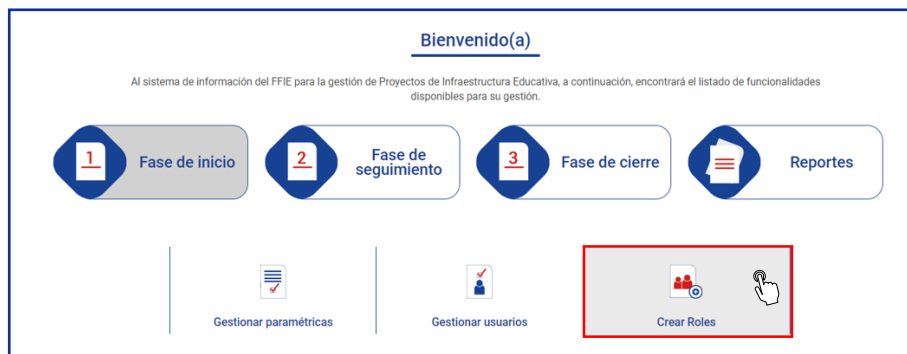 Bienvenido(a)
Al sistema de información del FFIE para la gestión de Proyectos de Infraestructura Educativa, a continuación, encontrará el listado de funcionalidades
disponibles para su gestión.
1
Fase de inicio
2
Fase de
seguimiento
3
Fase de cierre
Reportes
Gestionar paramétricas
Gestionar usuarios
Crear Roles